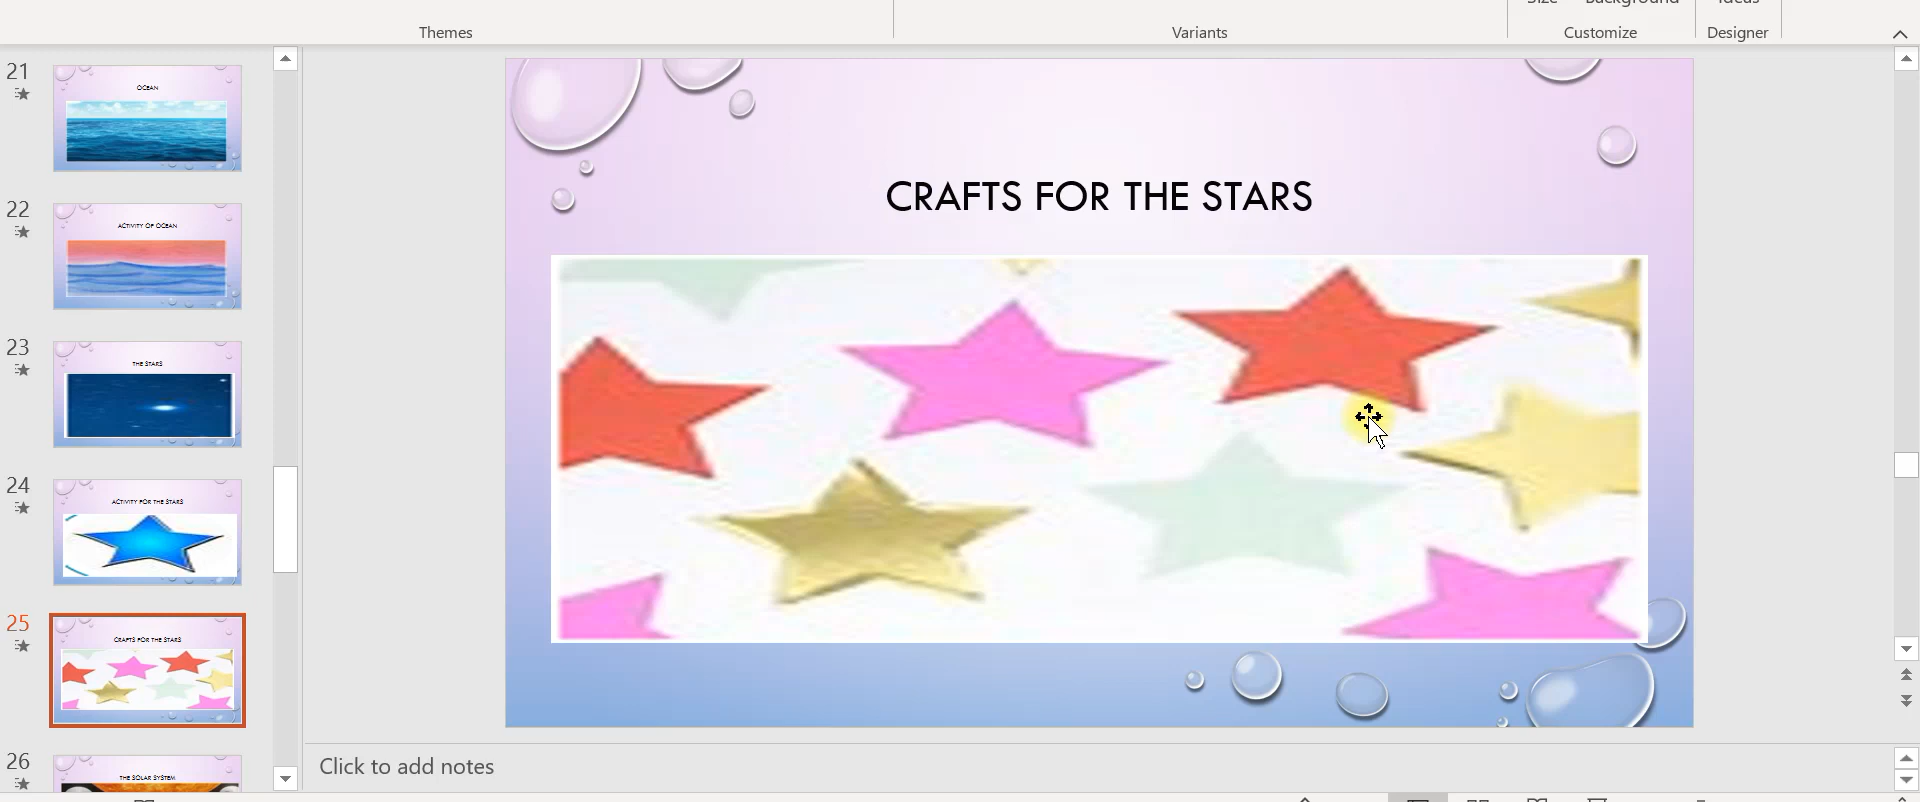 Themes
Variants
Customize
Designer
21
OCEAN
22
ACTIVITY OF OCEAN
23
THE STARS
24
ACTIVITY FOR THE STARS
25
CRAFTS FOR THE STARS
26
THE SOLAR SYSTEM
CRAFTS FOR THE STARS
Click to add notes